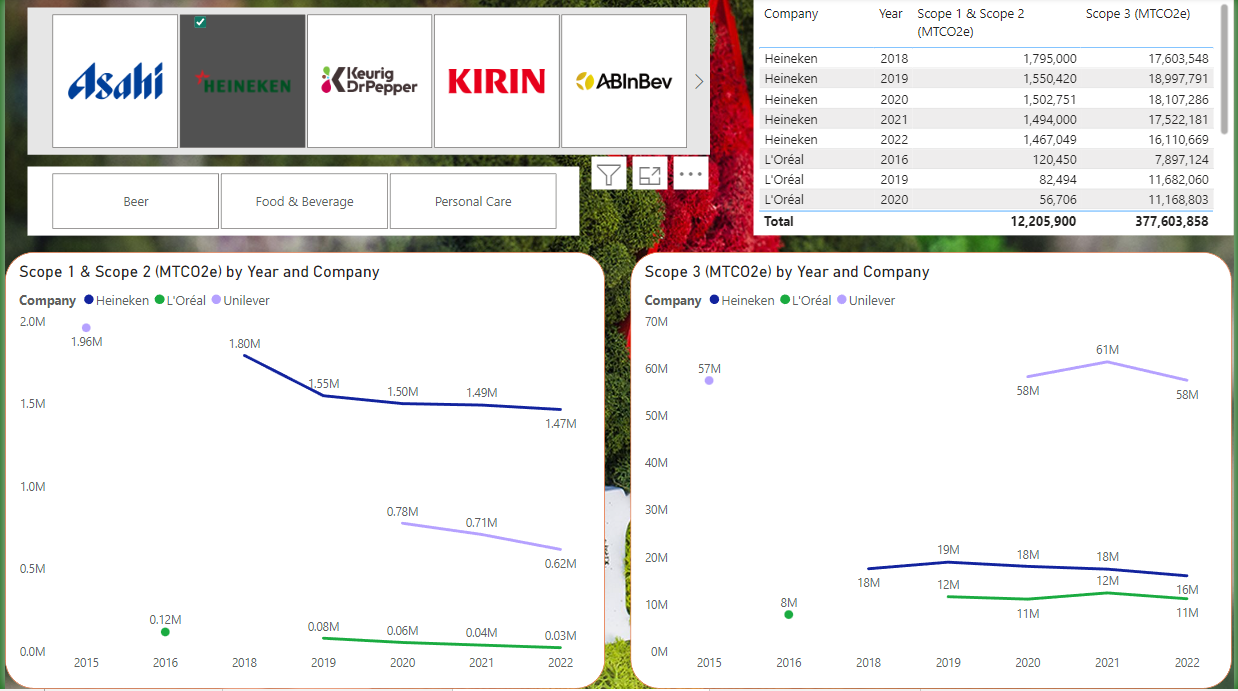 Asahi
HEINEKEN
Keurig
DrPepper
KIRIN
ABInBev
Beer
Food & Beverage
Personal Care
Company Year Scope 1 & Scope 2 Scope 3 (MTCO2e)
(MTCO2e)
Heineken 2018 1,795,000 17,603,548
Heineken 2019 1,550,420 18,997,791
Heineken 2020 1,502,751 18,107,286
Heineken 2021 1,494,000 17,522,181
Heineken 2022 1,467,049 16,110,669
L'Oréal 2016 120,450 7,897,124
L'Oréal 2019 82,494 11,682,060
L'Oréal 2020 56,706 11,168,803
Total 12,205,900 377,603,858
Scope 1 & Scope 2 (MTCO2e) by Year and Company
Company Heineken L'Oréal Unilever
2.0M
1.96M
1.80M
1.55M
1.50M
1.49M
1.47M
1.5M
1.0M
0.78M
0.71M
0.62M
0.5M
0.12M
0.08M
0.06M
0.04M
0.03M
0.0M
2015 2016 2018 2019 2020 2021 2022
Scope 3 (MTCO2e) by Year and Company
Company Heineken L'Oréal Unilever
70M
61M
60M
57M
58M
58M
50M
40M
30M
20M
18M
19M
18M
18M
16M
12M
11M
12M
11M
10M
8M
0M
2015 2016 2018 2019 2020 2021 2022